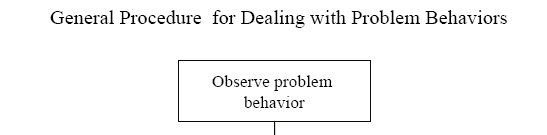 General Procedure  for Dealing with Problem Behaviors
Observe problem
behavior